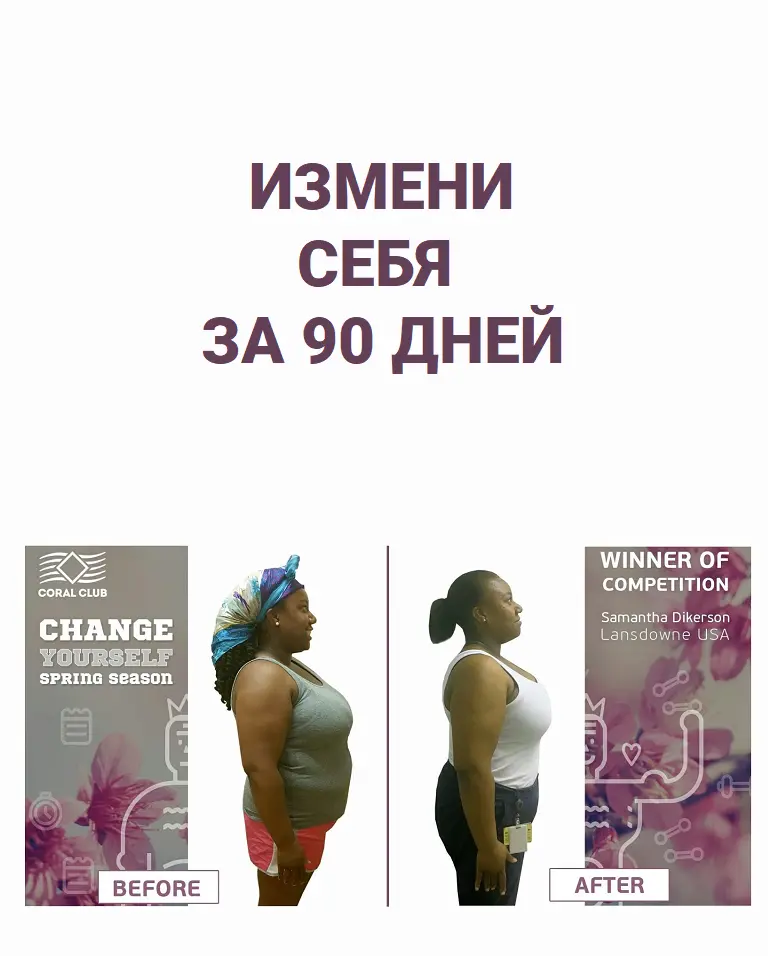 ИЗМЕНИ
СЕБЯ
ЗА 90 ДНЕЙ
CORAL CLUB
CHANGE
YOURSELF
SPRING SEASON
BEFORE
WINNER OF
COMPETITION
Samantha Dikerson
Lansdowne USA
AFTER